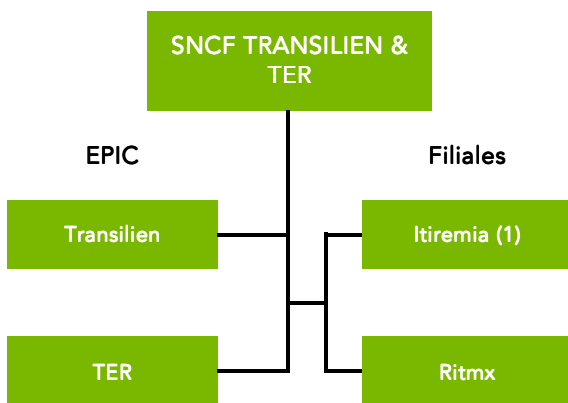 SNCF TRANSILIEN &
TER
EPIC
Filiales
Transilien
Itiremia (1)
TER
Ritmx